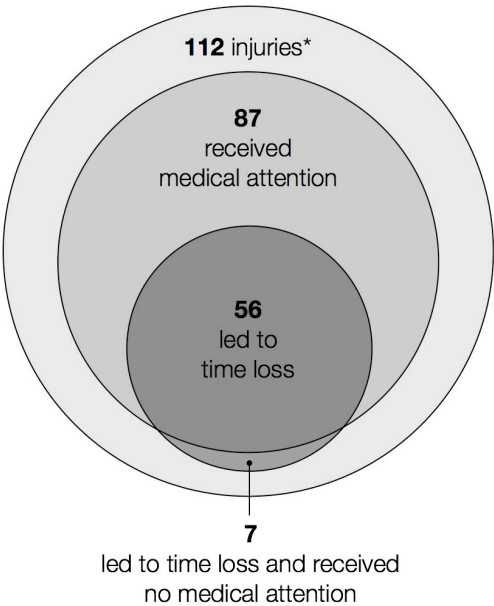 112 injuries*
87
received
medical attention
56
led to
time loss
7
led to time loss and received
no medical attention